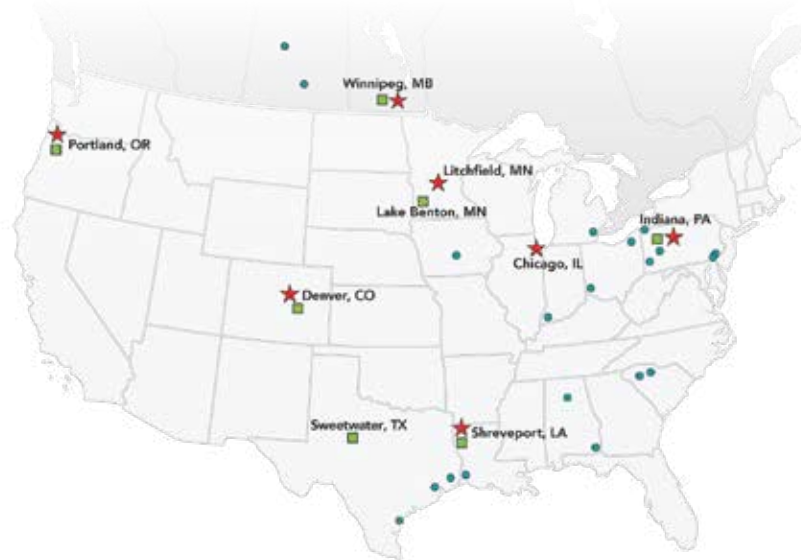 Winnipeg, MB
Portland, OR
Litchfield, MN
Lake Benton, MN
Indiana, PA
Chicago, IL
Denver, CO
Sweetwater, TX
Shreveport, LA